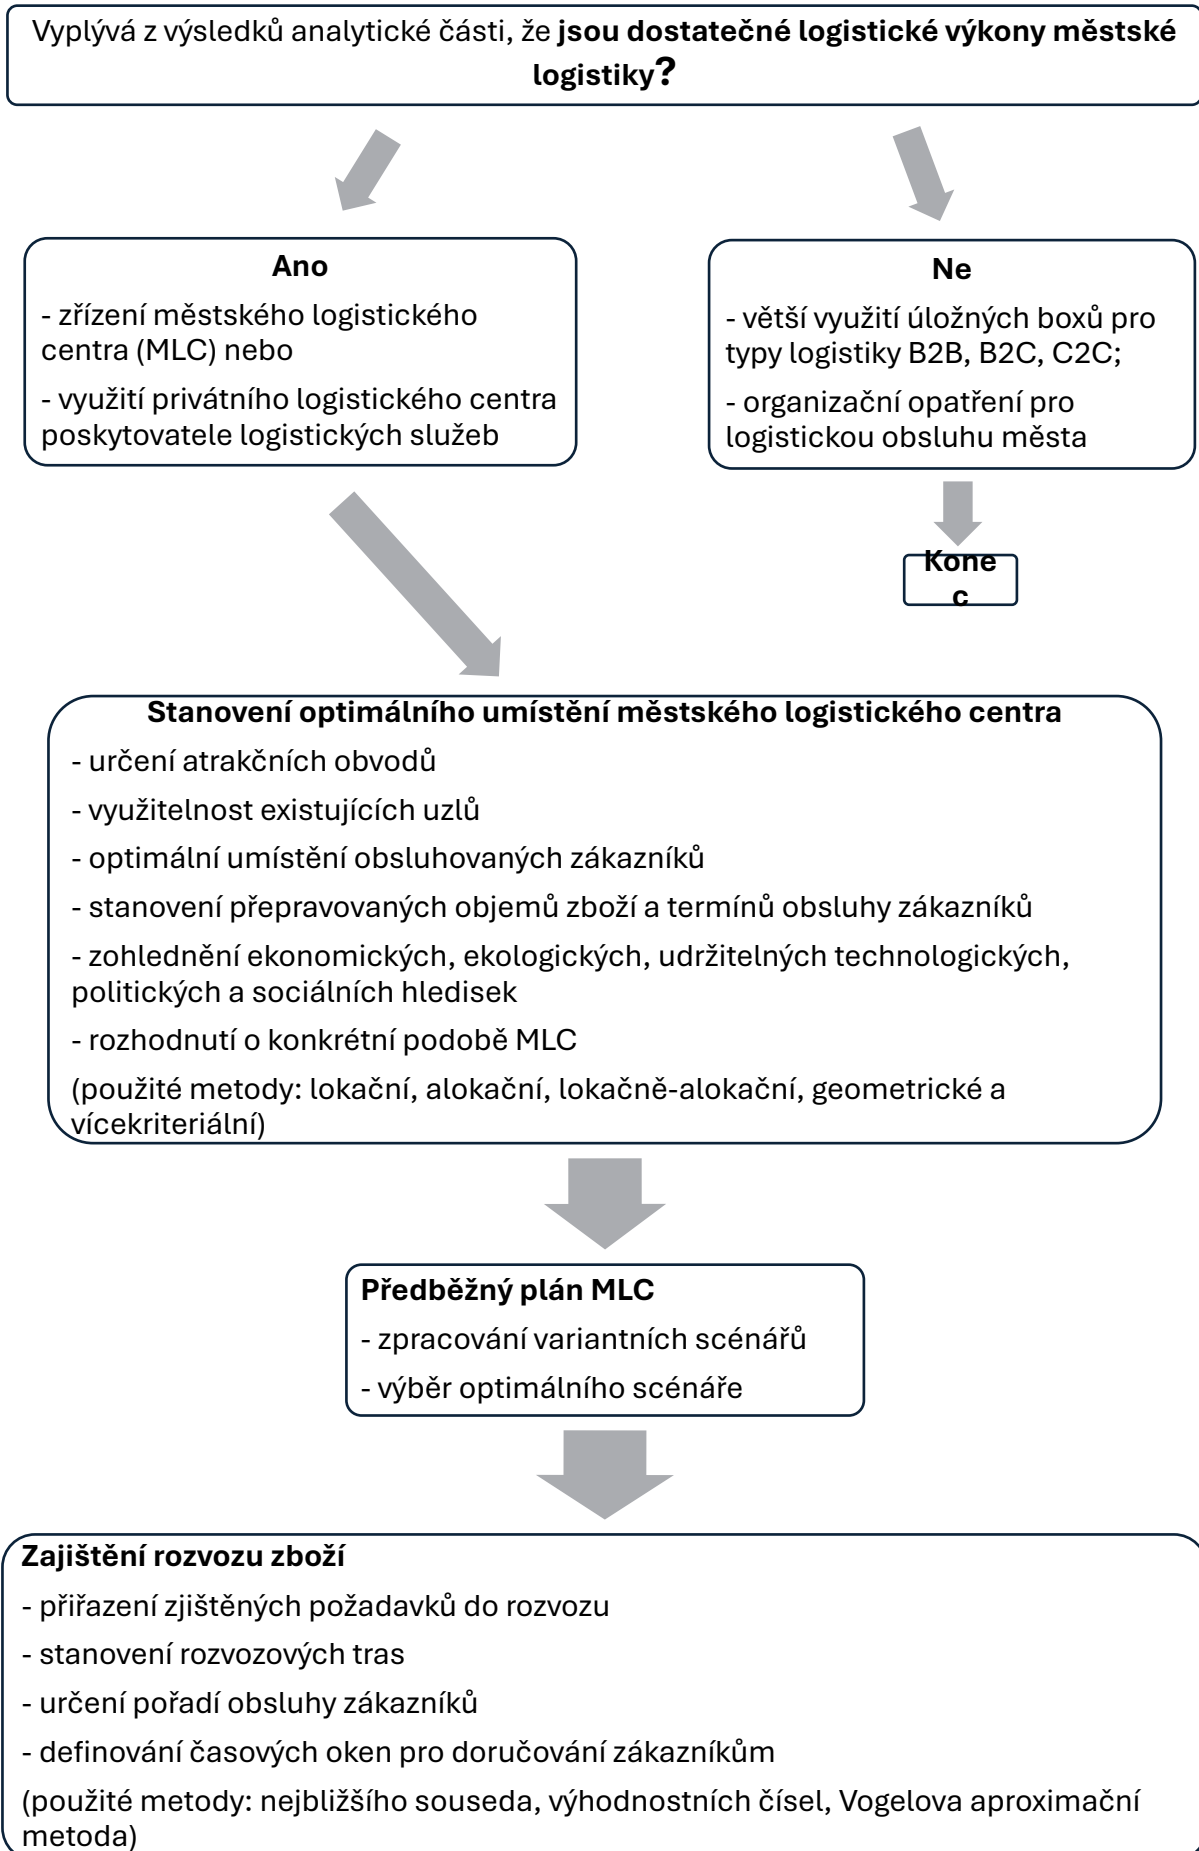 Vyplývá z výsledků analytické části, že jsou dostatečné logistické výkony městské
logistiky?
Ano
- zřízení městského logistického
centra (MLC) nebo
- využití privátního logistického centra
poskytovatele logistických služeb
Ne
- větší využití úložných boxů pro
typy logistiky B2B, B2C, C2C;
- organizační opatření pro
logistickou obsluhu města
Kone
c
Stanovení optimálního umístění městského logistického centra
- určení atrakčních obvodů
- využitelnost existujících uzlů
- optimální umístění obsluhovaných zákazníků
- stanovení přepravovaných objemů zboží a termínů obsluhy zákazníků
- zohlednění ekonomických, ekologických, udržitelných technologických,
politických a sociálních hledisek
- rozhodnutí o konkrétní podobě MLC
(použité metody: lokační, alokační, lokačně-alokační, geometrické a
vícekriteriální)
Předběžný plán MLC
- zpracování variantních scénářů
- výběr optimálního scénáře
Zajištění rozvozu zboží
- přiřazení zjištěných požadavků do rozvozu
- stanovení rozvozových tras
- určení pořadí obsluhy zákazníků
- definování časových oken pro doručování zákazníkům
(použité metody: nejbližšího souseda, výhodnostních čísel, Vogelova aproximační
metoda)